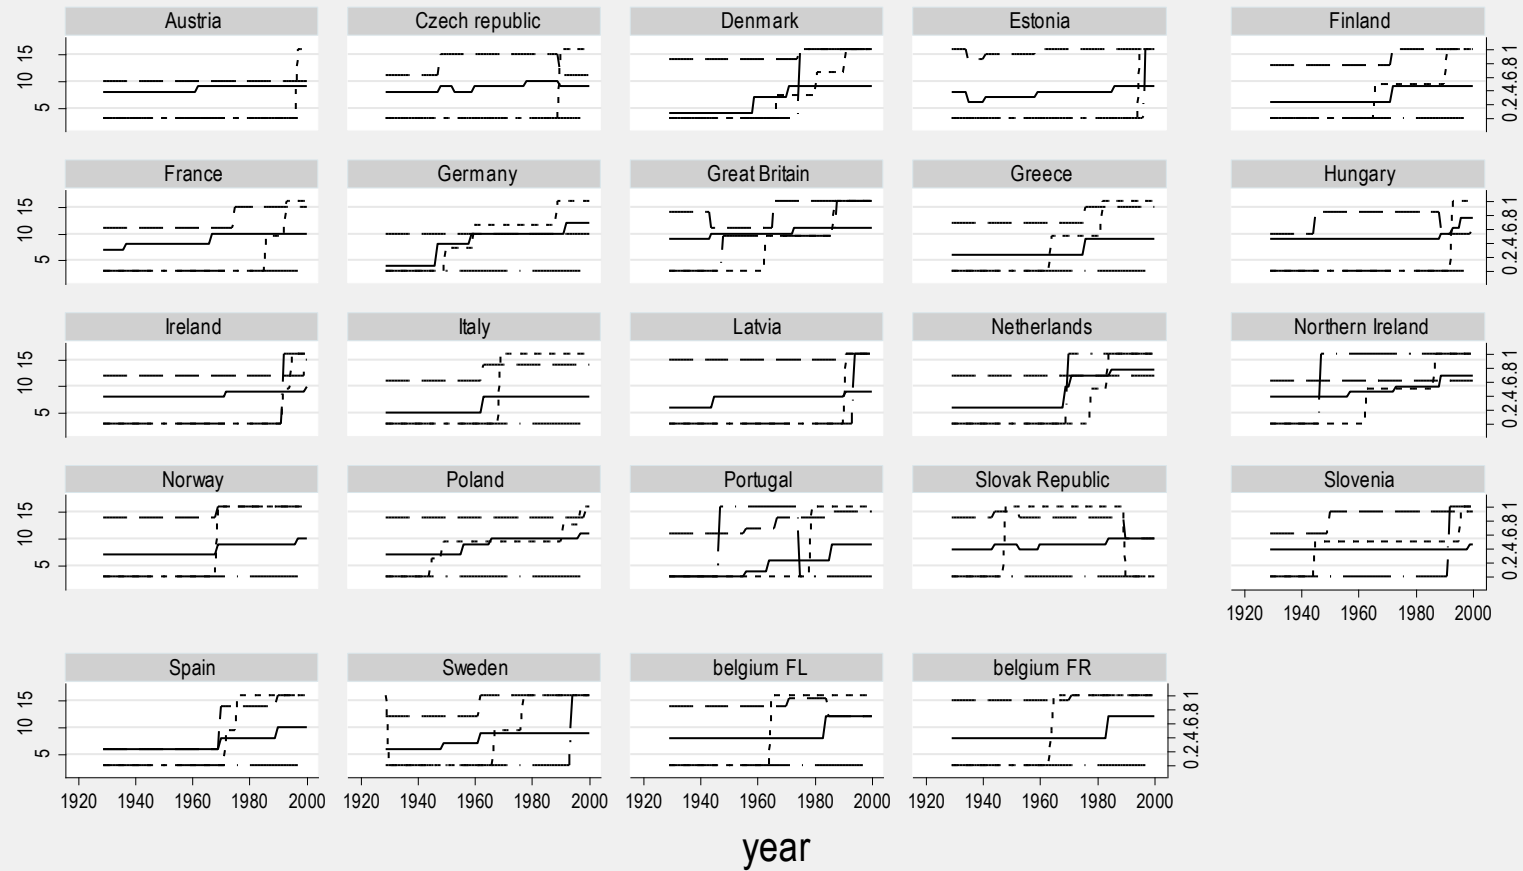 Austria Czech republic Denmark Estonia Finland
5 10 15
0 .2 .4 .6 .8 1
France Germany Great Britain Greece Hungary
5 10 15
0 .2 .4 .6 .8 1
Ireland Italy Latvia Netherlands Northern Ireland
5 10 15
0 .2 .4 .6 .8 1
Norway Poland Portugal Slovak Republic Slovenia
5 10 15
0 .2 .4 .6 .8 1
1920 1940 1960 1980 2000
Spain Sweden belgium FL belgium FR
5 10 15
0 .2 .4 .6 .8 1
1920 1940 1960 1980 2000 1920 1940 1960 1980 2000 1920 1940 1960 1980 2000 1920 1940 1960 1980 2000
year